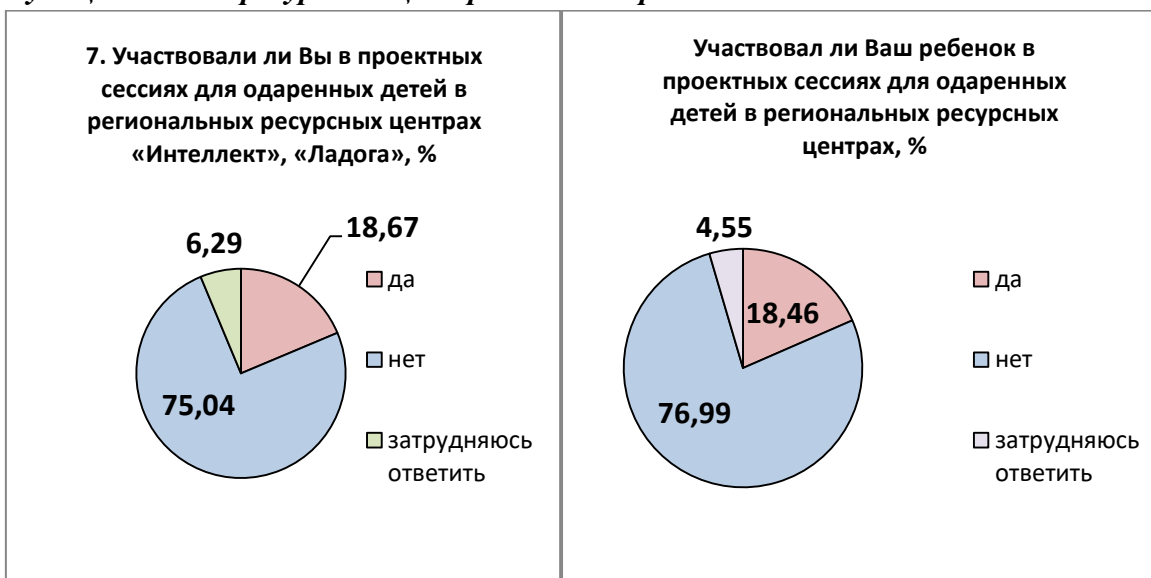 7. Участвовали ли Вы в проектных
сессиях для одаренных детей в
региональных ресурсных центрах
«Интеллект», «Ладога», %
6,29
18,67
75,04
да
нет
затрудняюсь
ответить
Участвовал ли Ваш ребенок в
проектных сессиях для одаренных
детей в региональных ресурсных
центрах, %
4,55
18,46
76,99
да
нет
затрудняюсь
ответить